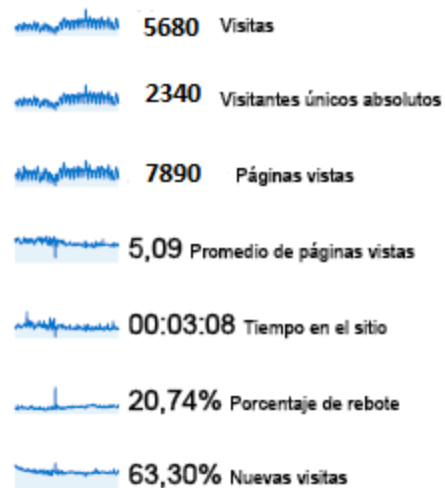 5680 Visitas
2340 Visitantes únicos absolutos
7890 Páginas vistas
5,09 Promedio de páginas vistas
00:03:08 Tiempo en el sitio
20,74% Porcentaje de rebote
63,30% Nuevas visitas